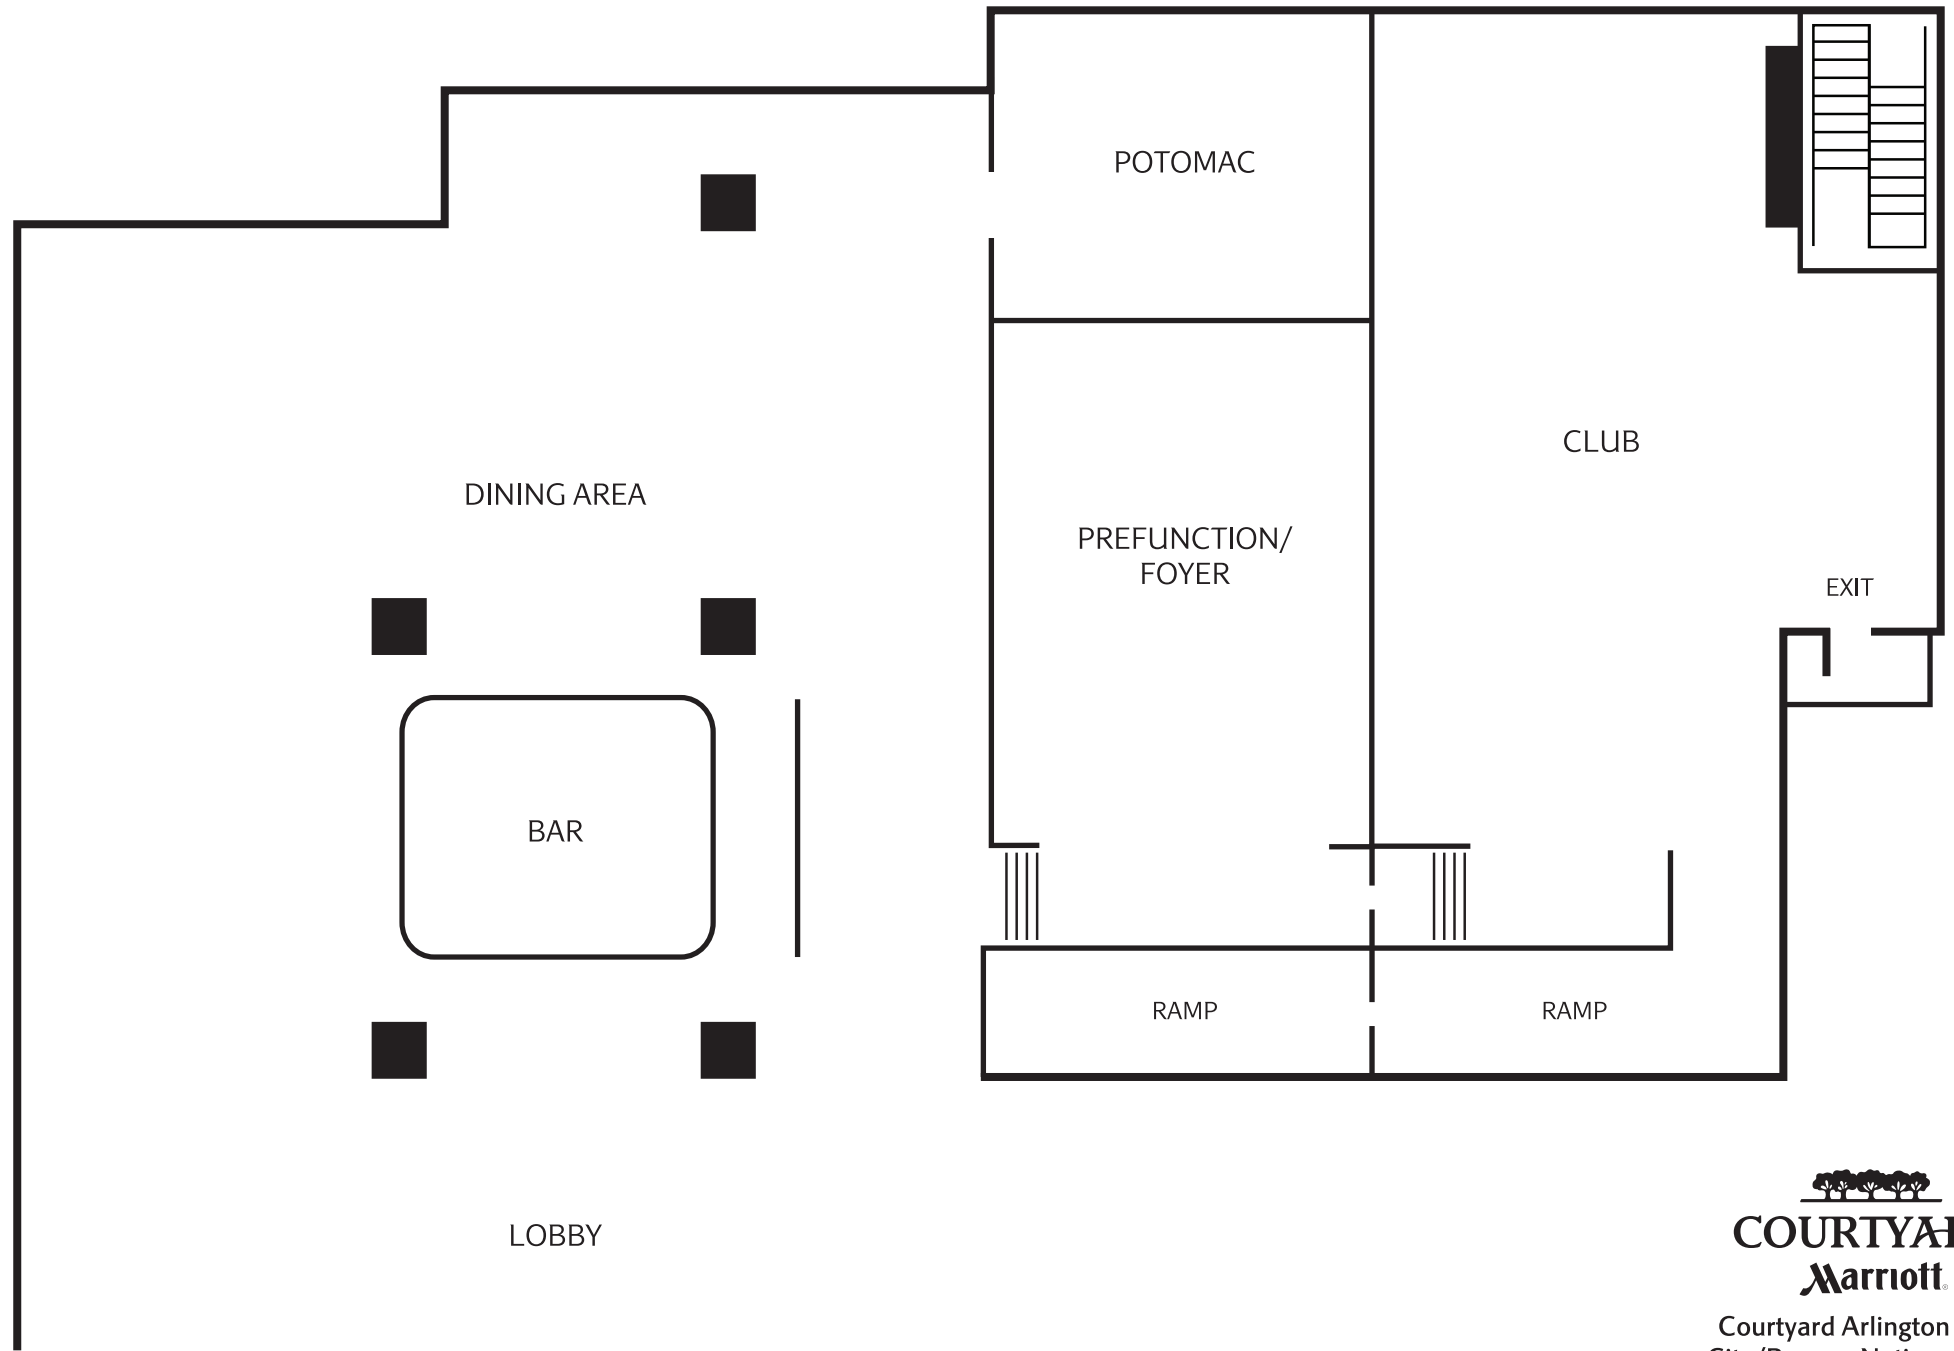 POTOMAC
CLUB
DINING AREA
PREFUNCTION/
FOYER
EXIT
BAR
RAMP
RAMP
LOBBY
Marriott®
Courtyard Arlington